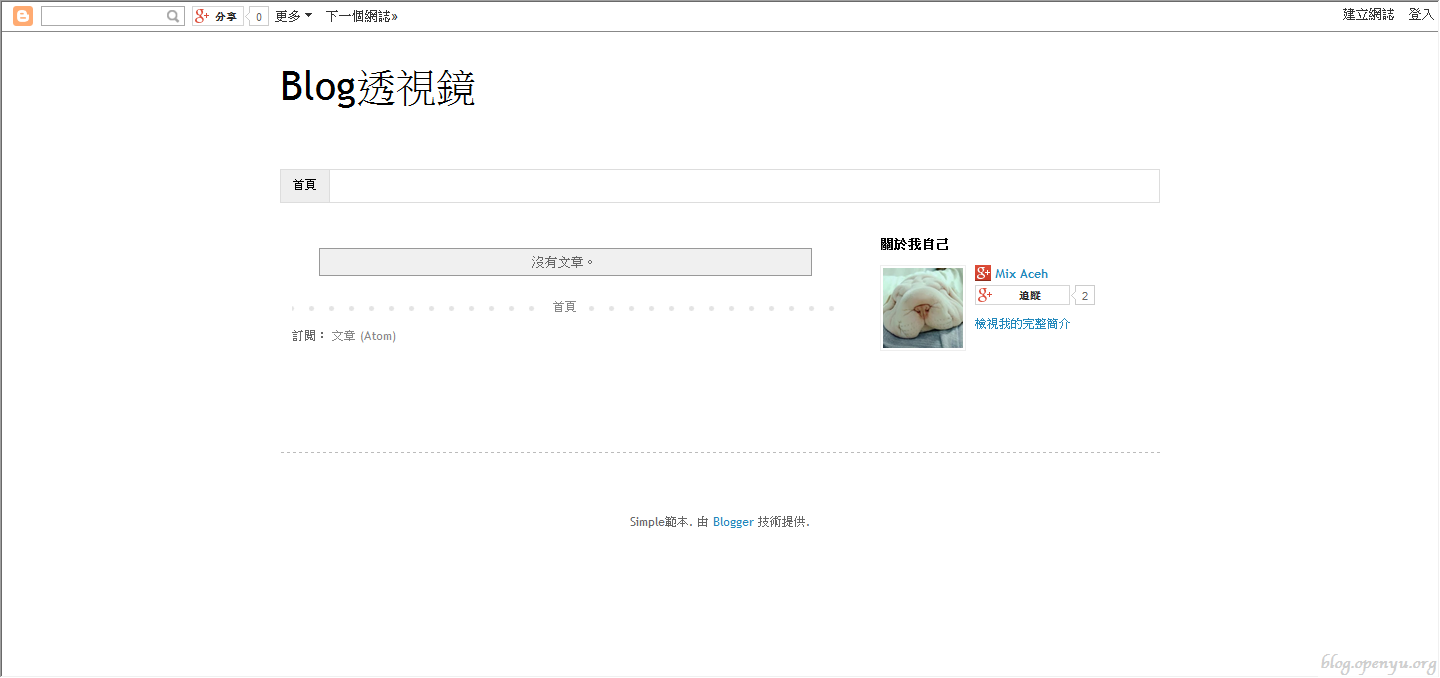 分享 0 更多 下一個網誌» 建立網誌 登入
Blog透視鏡
首頁
沒有文章。
首頁
訂閱： 文章 (Atom)
關於我自己
g+ Mix Aceh
g+ 追蹤 2
檢視我的完整簡介
Simple範本. 由 Blogger 技術提供.
blog.openyu.org